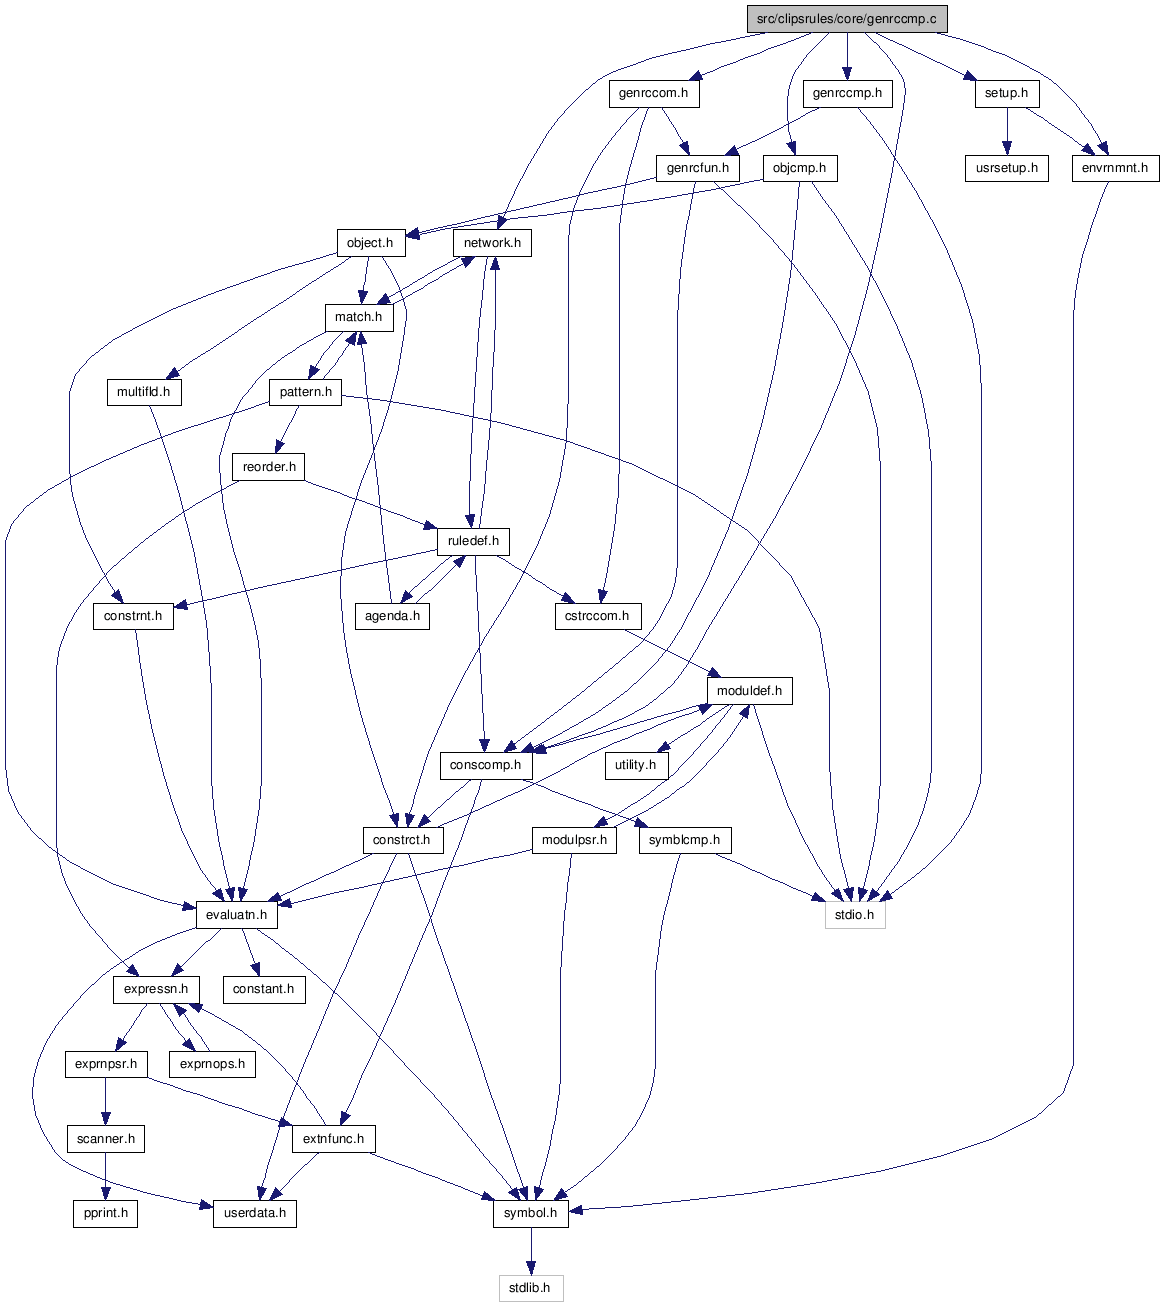 src/clipsrules/core/genrccmp.c
genrccom.h
genrccmp.h
setup.h
genrcfun.h
objcmp.h
usrsetup.h
envrnmnt.h
object.h
network.h
match.h
multifld.h
pattern.h
reorder.h
ruledef.h
constrnt.h
agenda.h
cstrccom.h
moduldef.h
conscomp.h
utility.h
constrct.h
modulpsr.h
symblcmp.h
evaluatn.h
stdio.h
expressn.h
constant.h
exprnpsr.h
exprnops.h
scanner.h
extnfunc.h
pprint.h
userdata.h
symbol.h
stdlib.h